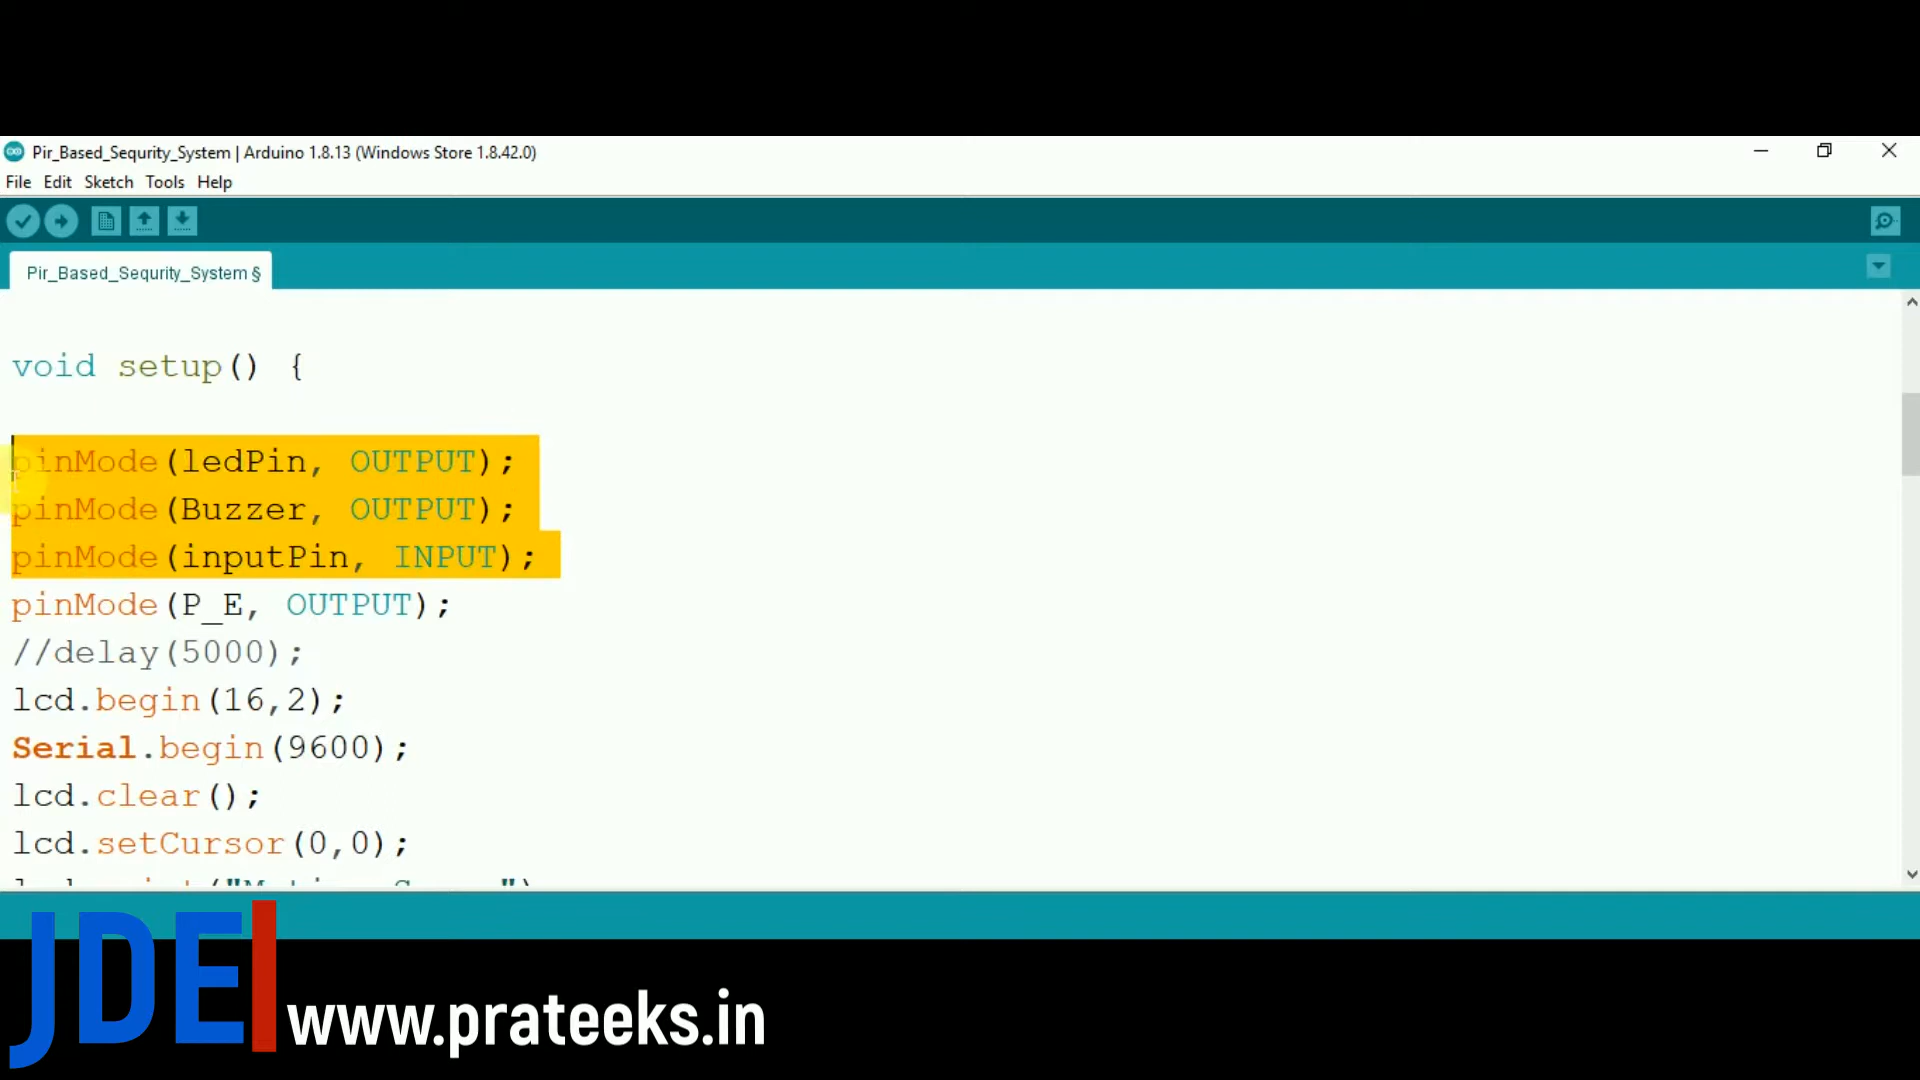 Pir_Based_Sequrity_System | Arduino 1.8.13 (Windows Store 1.8.42.0)
File Edit Sketch Tools Help
Pir_Based_Sequrity_System §
void setup() {
pinMode(ledPin, OUTPUT);
pinMode(Buzzer, OUTPUT);
pinMode(inputPin, INPUT);
pinMode(P_E, OUTPUT);
//delay(5000);
lcd.begin(16,2);
Serial.begin(9600);
lcd.clear();
lcd.setCursor(0,0);
JDE
www.prateeks.in